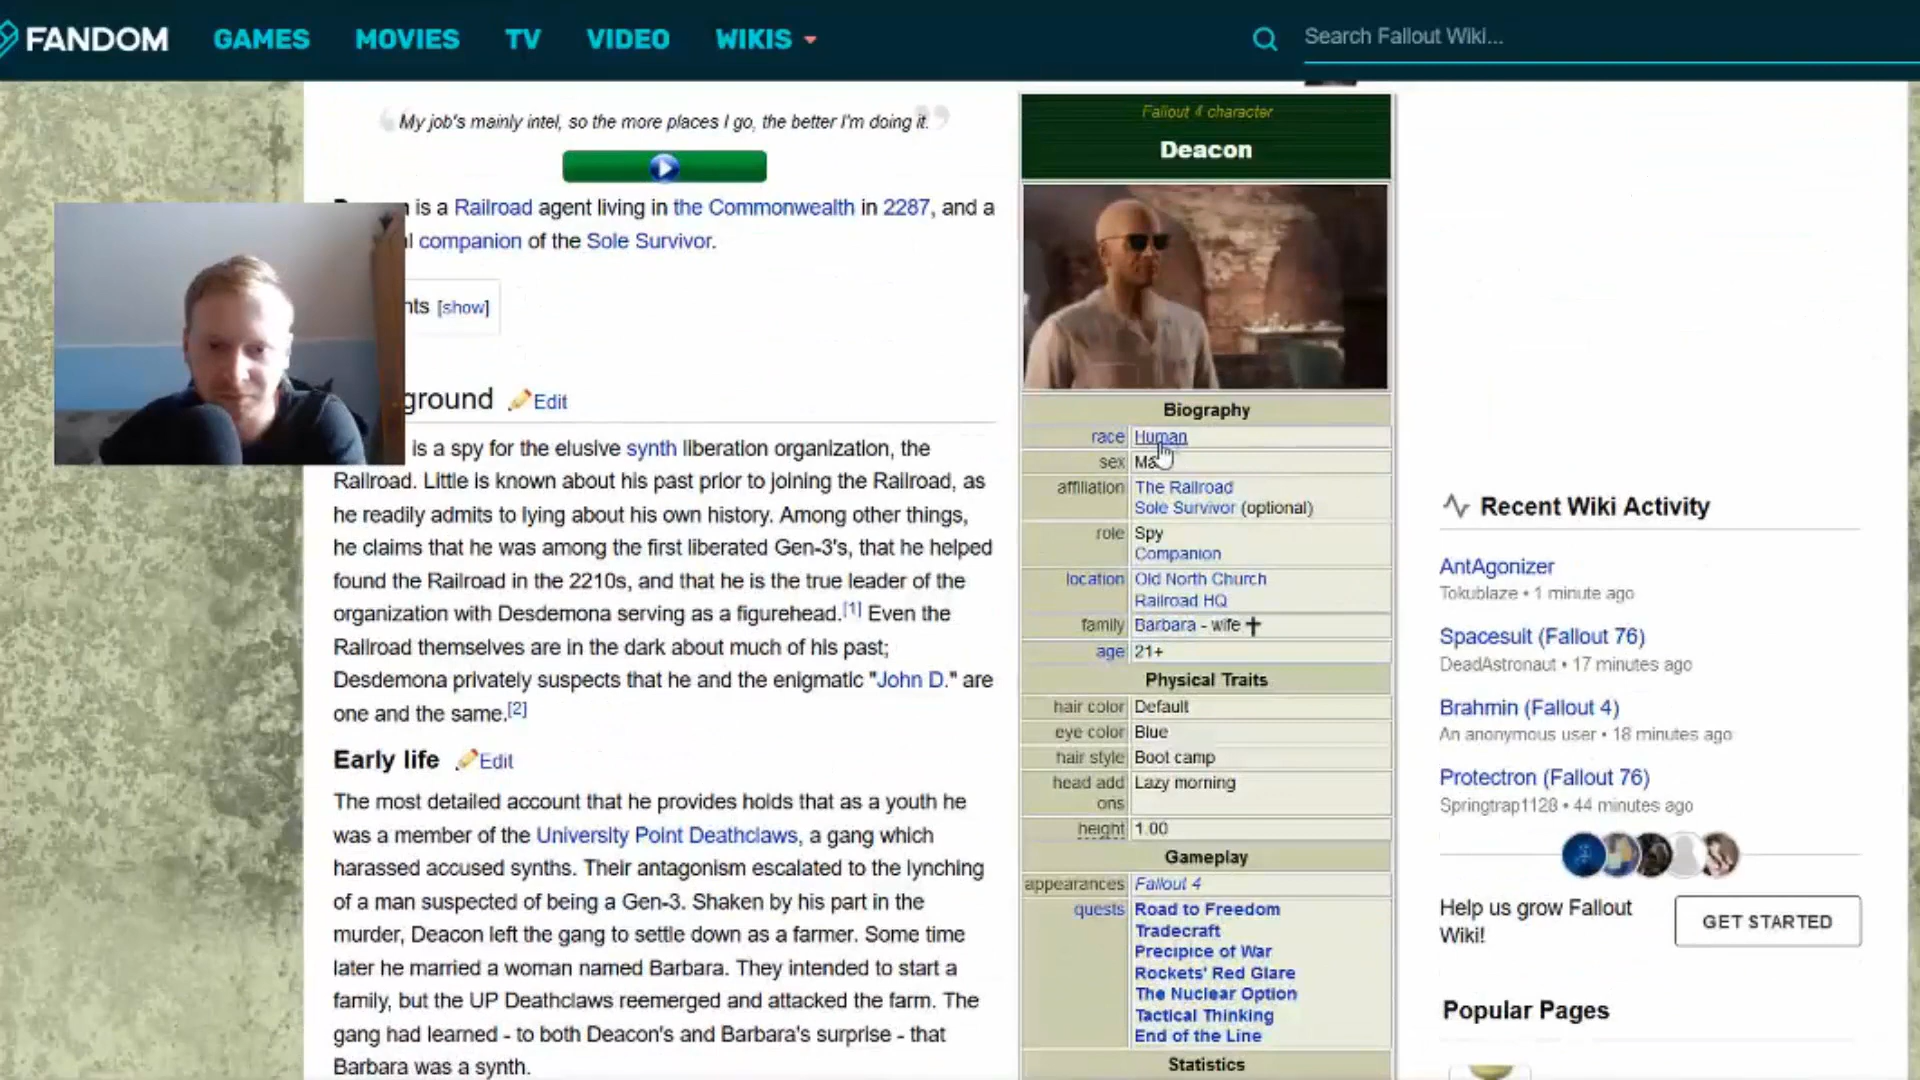 FANDOM GAMES MOVIES TV VIDEO WIKIS Search Fallout Wiki...
My job's mainly intel, so the more places I go, the better I'm doing it.
is a Railroad agent living in the Commonwealth in 2287, and a
l companion of the Sole Survivor.
nts [show]
ground Edit
is a spy for the elusive synth liberation organization, the
Railroad. Little is known about his past prior to joining the Railroad, as
he readily admits to lying about his own history. Among other things,
he claims that he was among the first liberated Gen-3's, that he helped
found the Railroad in the 2210s, and that he is the true leader of the
organization with Desdemona serving as a figurehead.[1] Even the
Railroad themselves are in the dark about much of his past;
Desdemona privately suspects that he and the enigmatic "John D." are
one and the same.[2]
Early life Edit
The most detailed account that he provides holds that as a youth he
was a member of the University Point Deathclaws, a gang which
harassed accused synths. Their antagonism escalated to the lynching
of a man suspected of being a Gen-3. Shaken by his part in the
murder, Deacon left the gang to settle down as a farmer. Some time
later he married a woman named Barbara. They intended to start a
family, but the UP Deathclaws reemerged and attacked the farm. The
gang had learned - to both Deacon's and Barbara's surprise - that
Barbara was a synth.
Fallout 4 character
Deacon
Biography
race Human
sex Ma
affiliation The Railroad
Sole Survivor (optional)
role Spy
Companion
location Old North Church
Railroad HQ
family Barbara - wife ✝
age 21+
Physical Traits
hair color Default
eye color Blue
hair style Boot camp
head add Lazy morning
ons
height 1.00
Gameplay
appearances Fallout 4
quests Road to Freedom
Tradecraft
Precipice of War
Rockets' Red Glare
The Nuclear Option
Tactical Thinking
End of the Line
Statistics
Recent Wiki Activity
AntAgonizer
Tokublaze • 1 minute ago
Spacesuit (Fallout 76)
DeadAstronaut • 17 minutes ago
Brahmin (Fallout 4)
An anonymous user • 18 minutes ago
Protectron (Fallout 76)
Springtrap1128 • 44 minutes ago
Help us grow Fallout
Wiki!
GET STARTED
Popular Pages